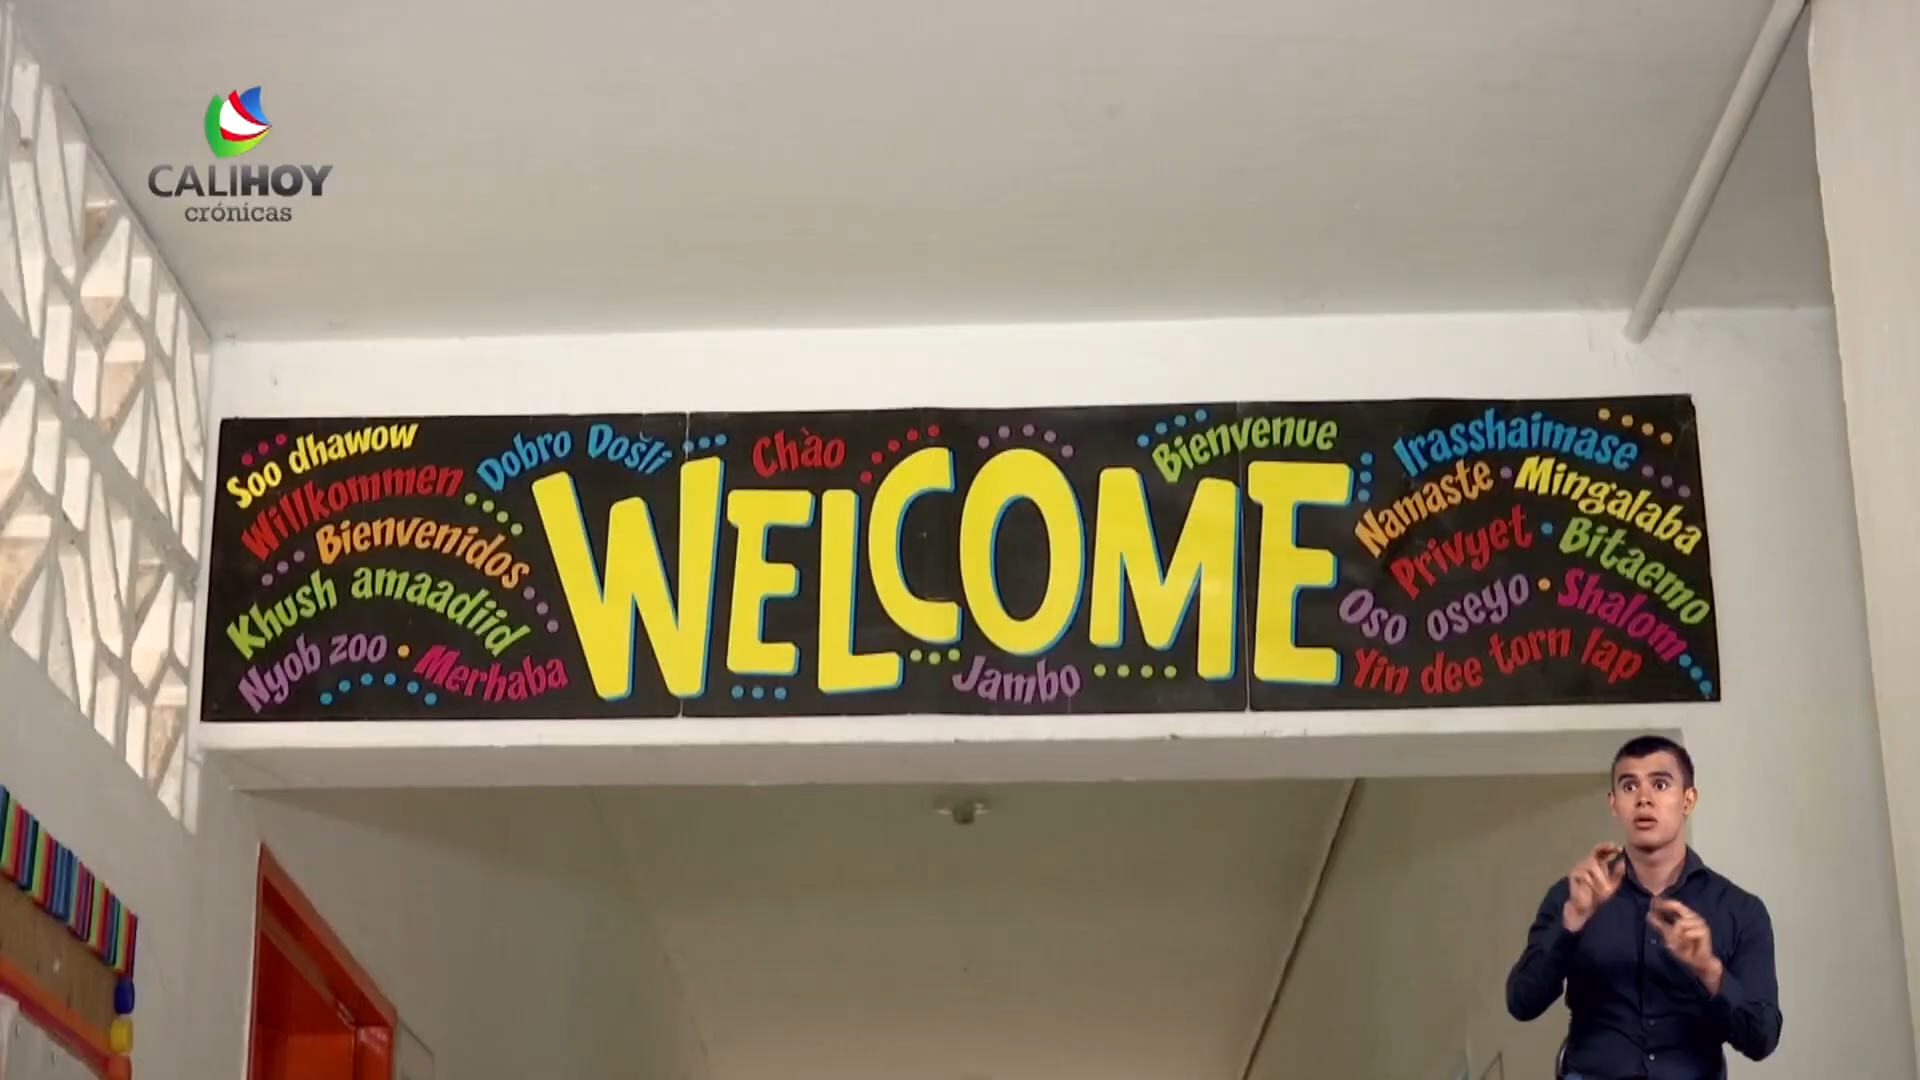 CALIHOY
crónicas
Soo dhawow
Willkommen
Dobro Došli
Bienvenidos
Khush amaadiid
Nyob zoo
Merhaba
Chào
WELCOME
Jambo
Bienvenue
Irasshaimase
Namaste
Mingalaba
Privyet
Bitaemo
Oso oseyo
Shalom
Yin dee torn lap